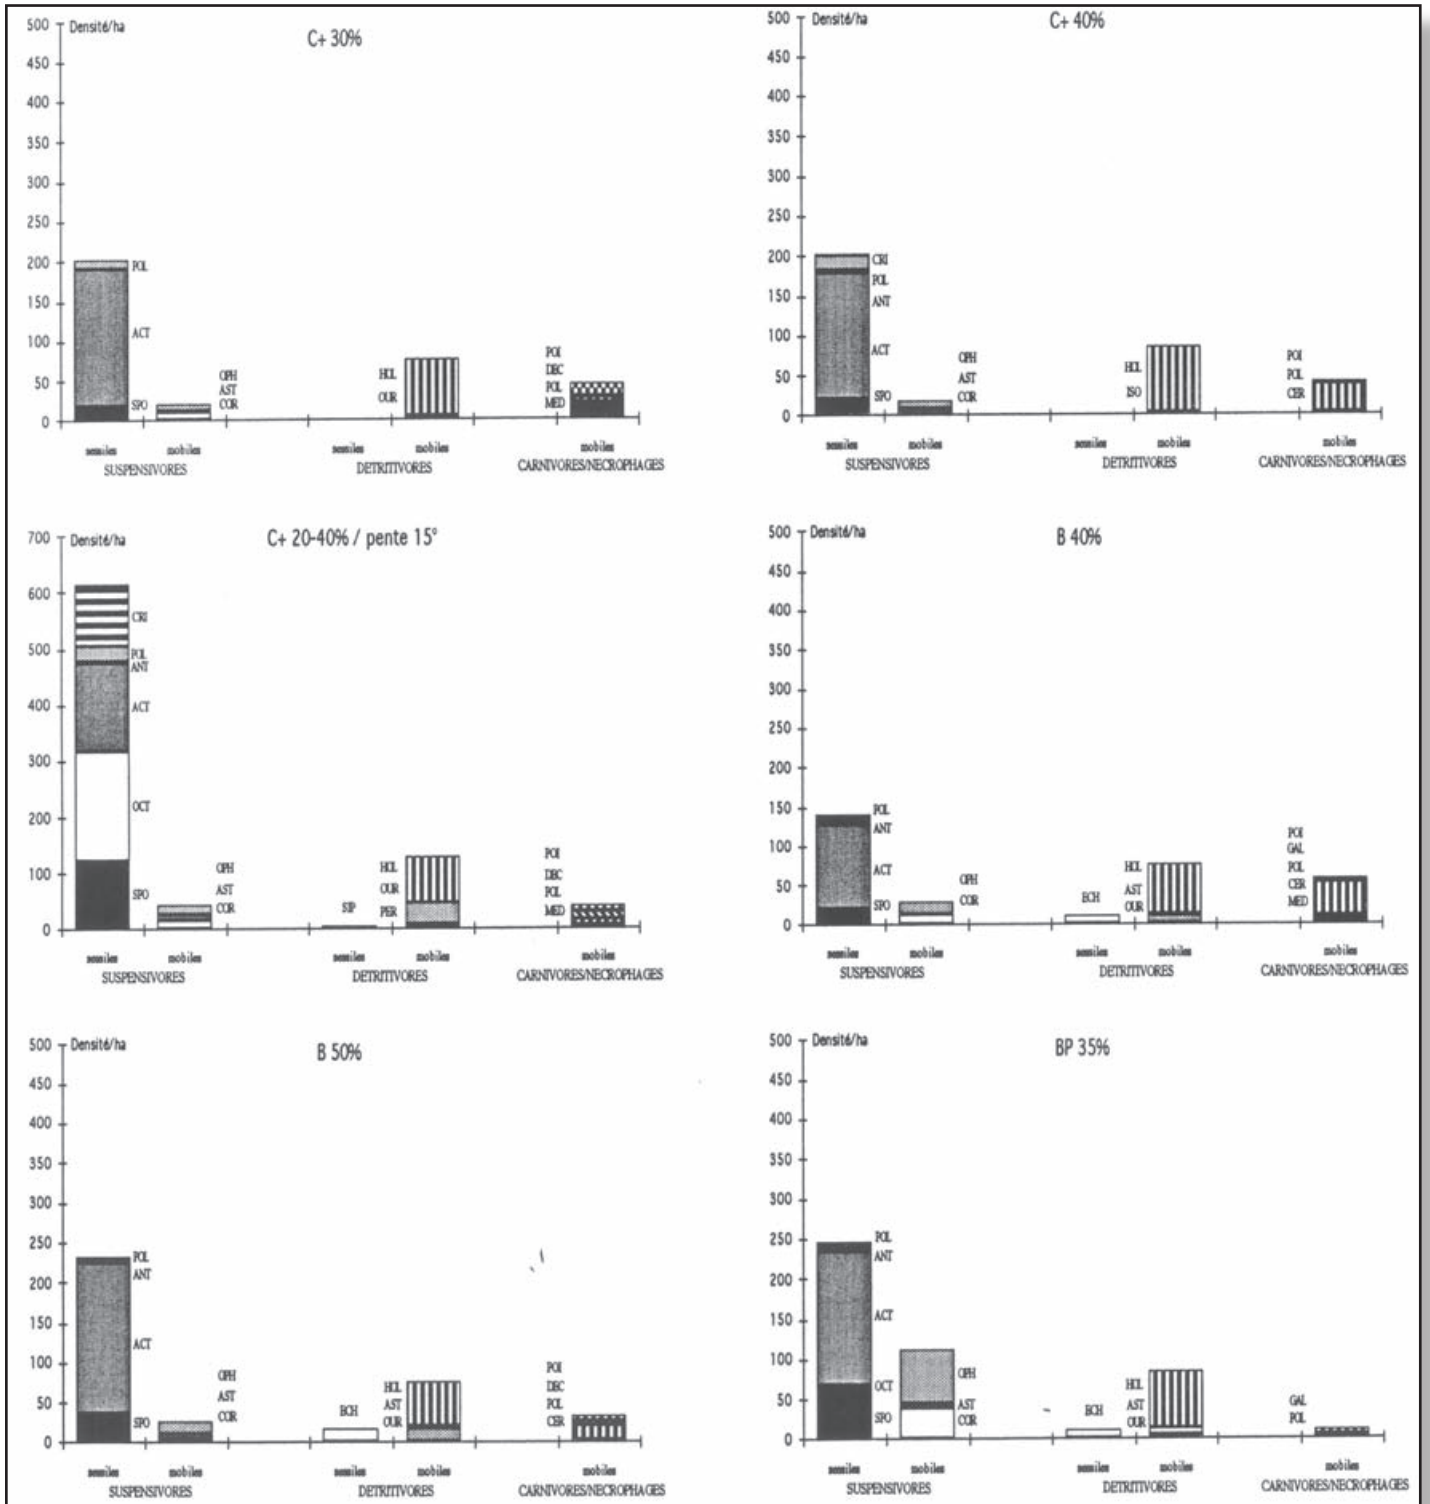 C+ 30%
Densité/ha
500
450
400
350
300
250
200
150
100
50
0
POL
ACT
SPO
OPH
AST
COR
HOL
OUR
POI
DEC
POL
MED
sessiles mobiles sessiles mobiles mobiles
SUSPENSIVORES DETRITIVORES CARNIVORES/NECROPHAGES
C+ 40%
Densité/ha
500
450
400
350
300
250
200
150
100
50
0
CRI
POL
ANT
ACT
SPO
OPH
AST
COR
HOL
ISO
POI
POL
CER
sessiles mobiles sessiles mobiles mobiles
SUSPENSIVORES DETRITIVORES CARNIVORES/NECROPHAGES
C+ 20-40% / pente 15°
Densité/ha
700
600
500
400
300
200
100
0
CRI
POL
ANT
ACT
OCT
SPO
OPH
AST
COR
SIP
HOL
OUR
PER
POI
DEC
POL
MED
sessiles mobiles sessiles mobiles mobiles
SUSPENSIVORES DETRITIVORES CARNIVORES/NECROPHAGES
B 40%
Densité/ha
500
450
400
350
300
250
200
150
100
50
0
POL
ANT
ACT
SPO
OPH
COR
ECH
HOL
AST
OUR
POI
GAL
POL
CER
MED
sessiles mobiles sessiles mobiles mobiles
SUSPENSIVORES DETRITIVORES CARNIVORES/NECROPHAGES
B 50%
Densité/ha
500
450
400
350
300
250
200
150
100
50
0
POL
ANT
ACT
SPO
OPH
AST
COR
ECH
HOL
AST
OUR
POI
DEC
POL
CER
sessiles mobiles sessiles mobiles mobiles
SUSPENSIVORES DETRITIVORES CARNIVORES/NECROPHAGES
BP 35%
Densité/ha
500
450
400
350
300
250
200
150
100
50
0
POL
ANT
ACT
OCT
SPO
OPH
AST
COR
ECH
HOL
AST
OUR
GAL
POL
sessiles mobiles sessiles mobiles mobiles
SUSPENSIVORES DETRITIVORES CARNIVORES/NECROPHAGES